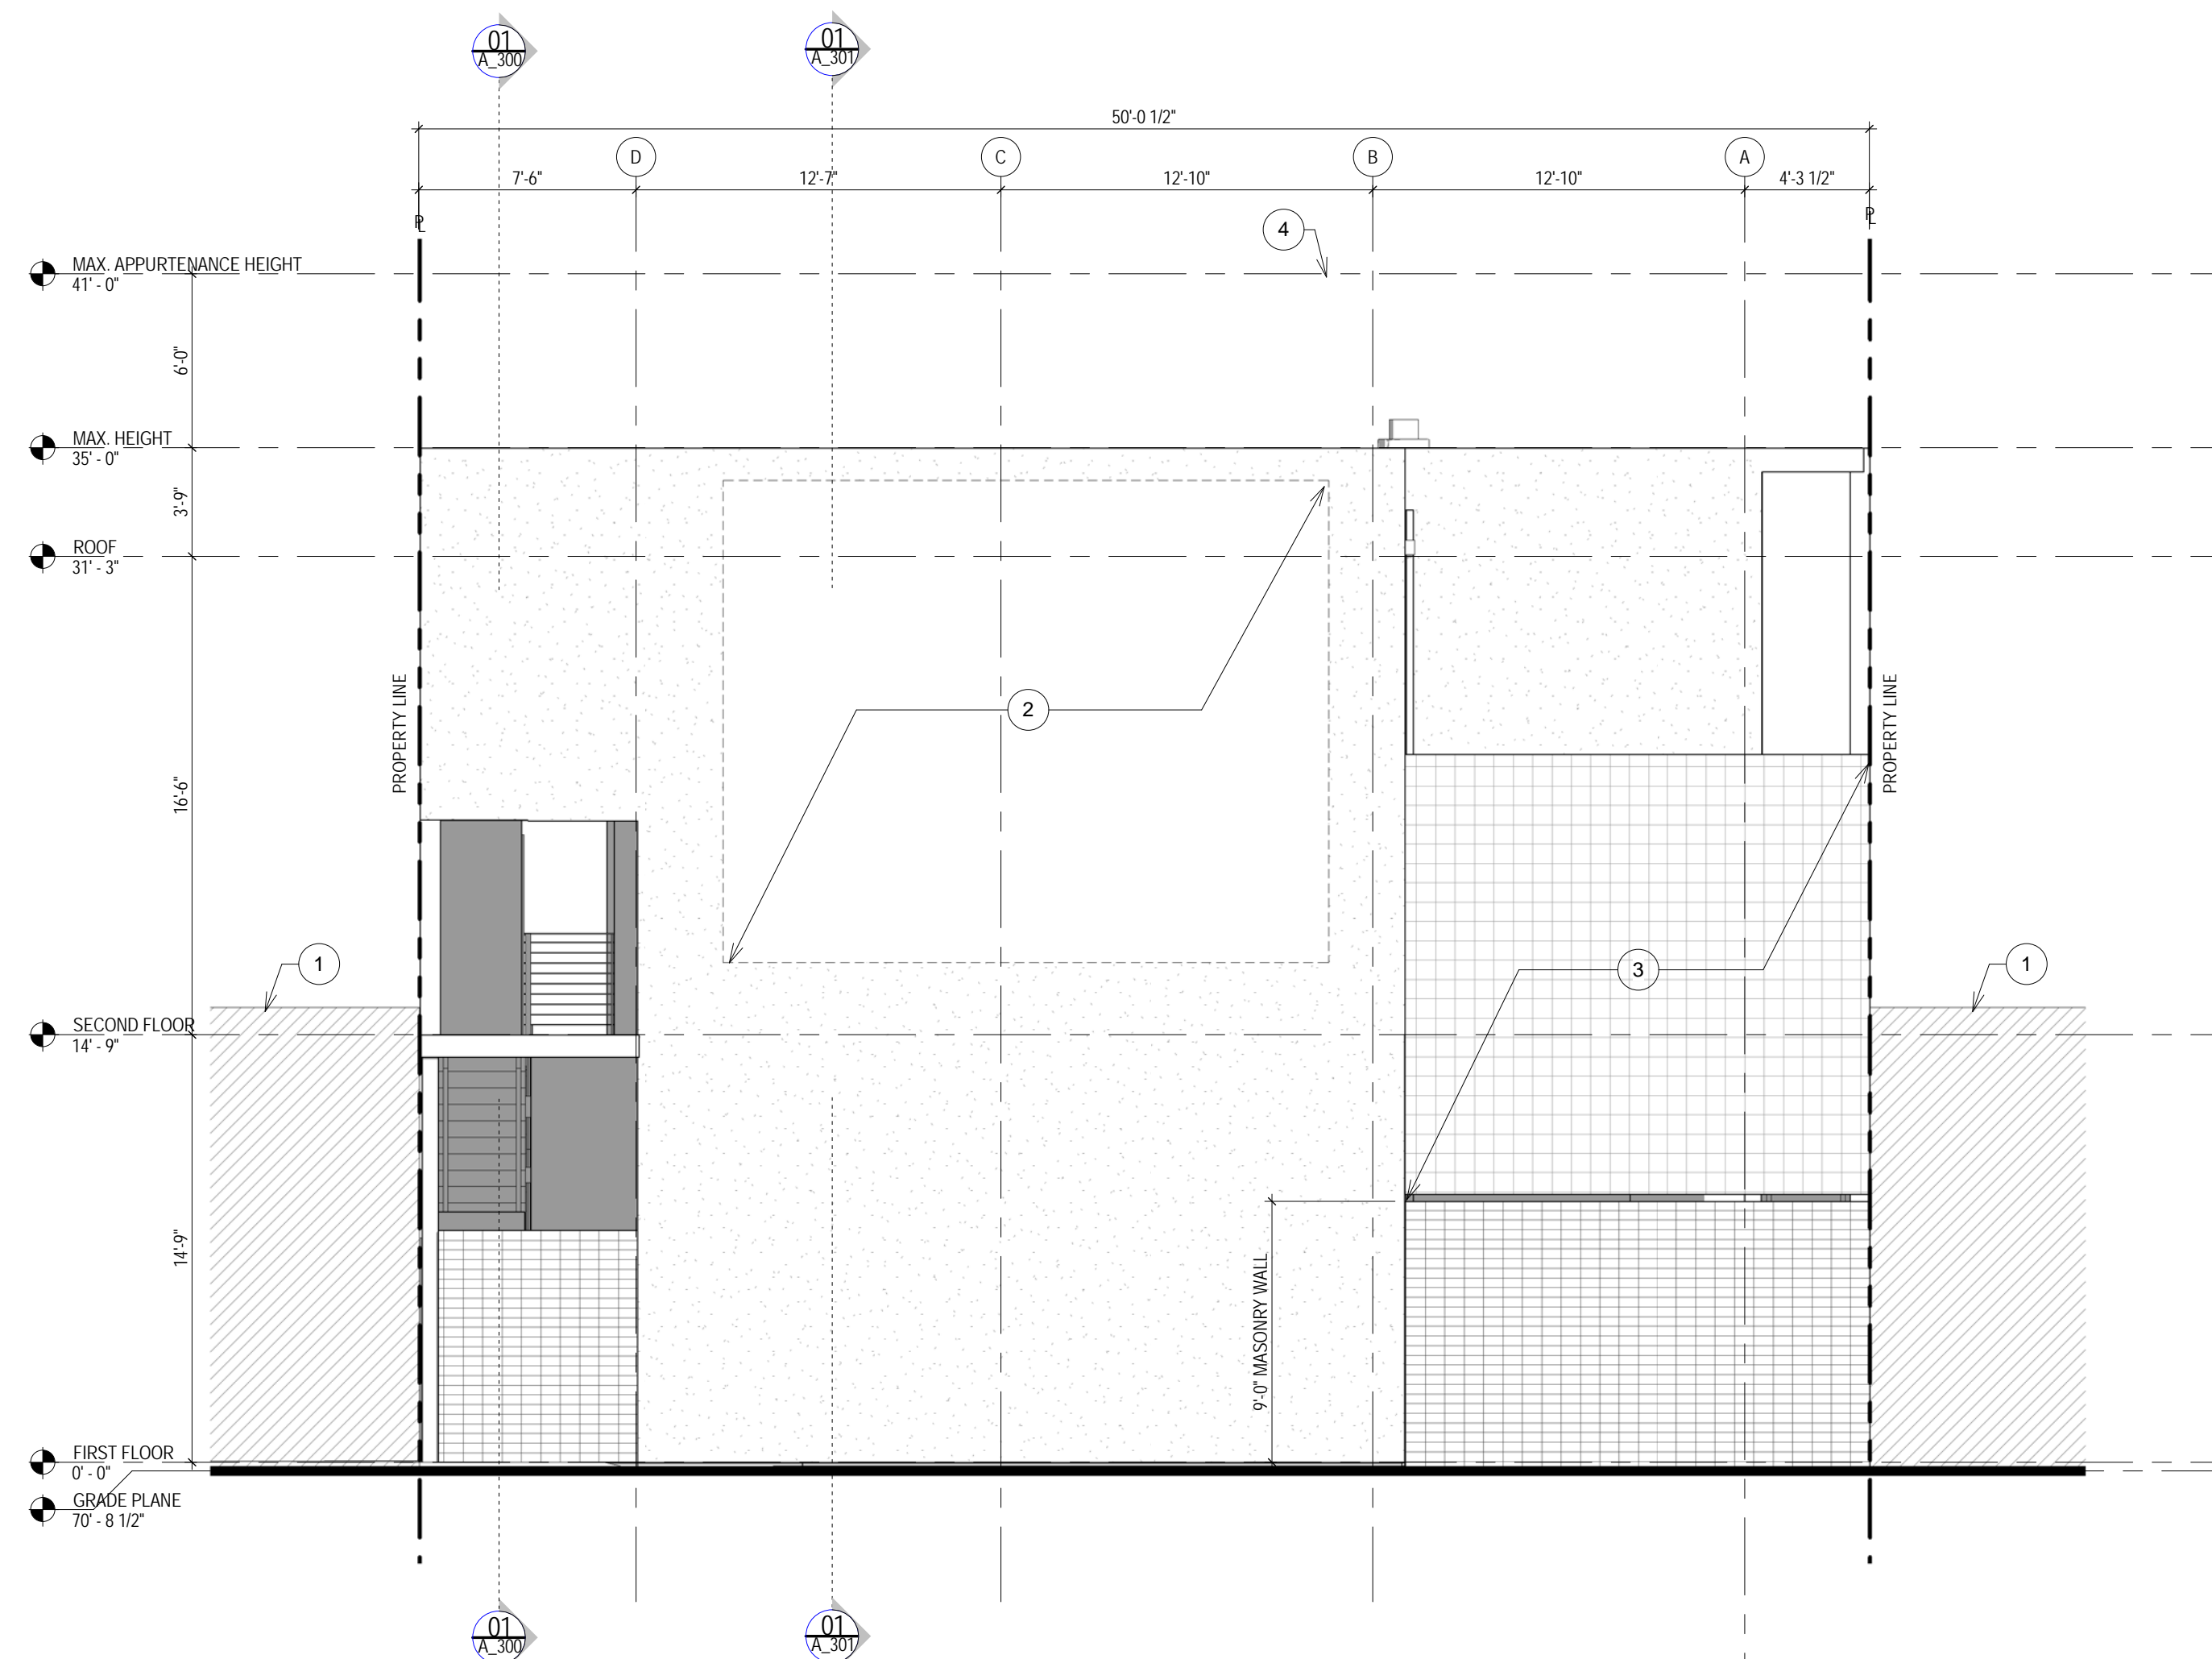 01
A_300
01
A_301
50'-0 1/2"
D
C
B
A
7'-6"
12'-7"
12'-10"
12'-10"
4'-3 1/2"
PL
PL
4
MAX. APPURTENANCE HEIGHT
41' - 0"
6'-0"
MAX. HEIGHT
35' - 0"
3'-9"
ROOF
31' - 3"
PROPERTY LINE
PROPERTY LINE
2
16'-6"
1
3
1
SECOND FLOOR
14' - 9"
14'-9"
9'-0" MASONRY WALL
FIRST FLOOR
0' - 0"
GRADE PLANE
70' - 8 1/2"
01
A_300
01
A_301